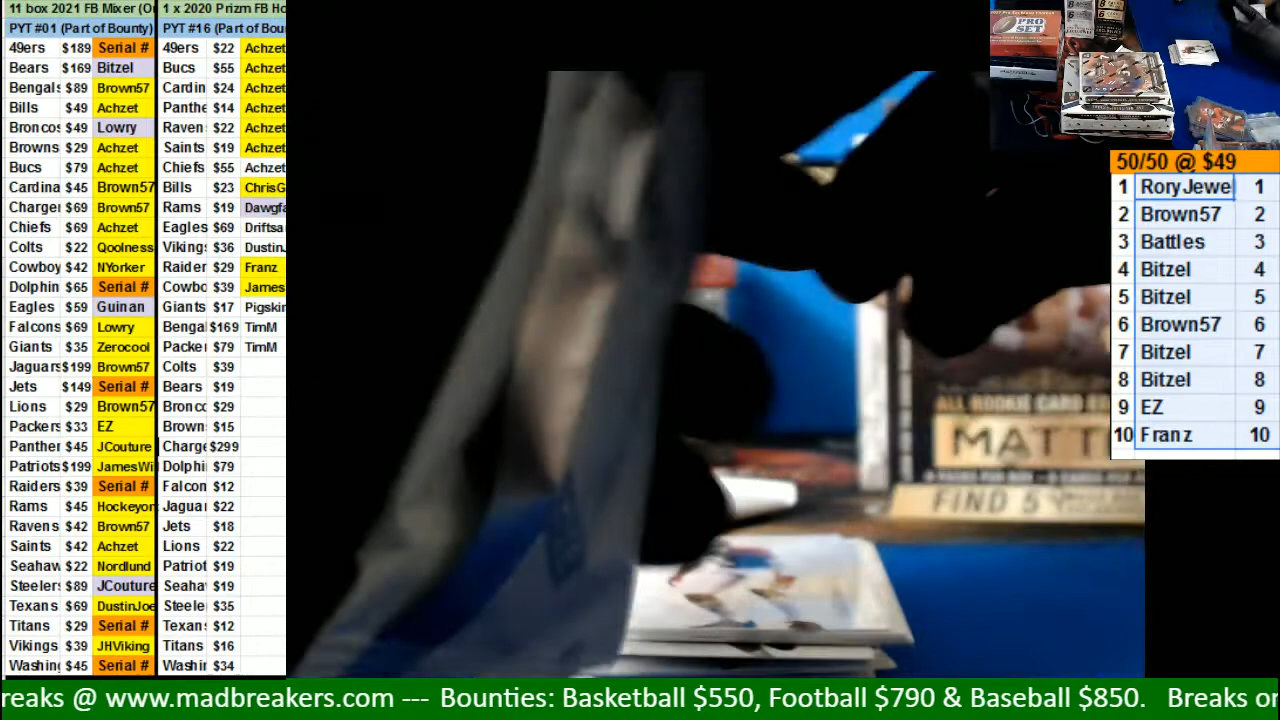 11 box 2021 FB Mixer (Or
PYT #01 (Part of Bounty)
49ers $189 Serial #
Bears $169 Bitzel
Bengals $89 Brown57
Bills $49 Achzet
Broncos $49 Lowry
Browns $29 Achzet
Bucs $79 Achzet
Cardina $45 Brown57
Charge $69 Brown57
Chiefs $69 Achzet
Colts $22 Qoolness
Cowboy $42 NYorker
Dolphin $65 Serial #
Eagles $59 Guinan
Falcons $69 Lowry
Giants $35 Zerocool
Jaguars $199 Brown57
Jets $149 Serial #
Lions $29 Brown57
Packers $33 EZ
Panther $45 JCouture
Patriots $199 JamesWi
Raiders $39 Serial #
Rams $45 Hockeyon
Ravens $42 Brown57
Saints $42 Achzet
Seahaw $22 Nordlund
Steelers $89 JCouture
Texans $69 DustinJoe
Titans $29 Serial #
Vikings $39 JHViking
Washin $45 Serial #
1 x 2020 Prizm FB Ho
PYT #16 (Part of Bou
49ers $22 Achzet
Bucs $55 Achzet
Cardin $24 Achzet
Panthe $14 Achzet
Raven $22 Achzet
Saints $19 Achzet
Chiefs $55 Achzet
Bills $23 ChrisG
Rams $19 Dawgfa
Eagles $69 Driftsa
Viking $36 DustinJ
Raider $29 Franz
Cowbo $39 James
Giants $17 Pigskin
Benga $169 TimM
Packe $79 TimM
Colts $39
Bears $19
Bronco $29
Brown $15
Charge $299
Dolphi $79
Falcon $12
Jagua $22
Jets $18
Lions $22
Patriot $19
Seaha $19
Steele $35
Texan $12
Titans $16
Washi $34
PRO
SET
50/50 @ $49
1 RoryJewel 1
2 Brown57 2
3 Battles 3
4 Bitzel 4
5 Bitzel 5
6 Brown57 6
7 Bitzel 7
8 Bitzel 8
9 EZ 9
10 Franz 10
ALL ROOKIE CARD
MATT
FIND 5
reaks @ www.madbreakers.com --- Bounties: Basketball $550, Football $790 & Baseball $850. Breaks or